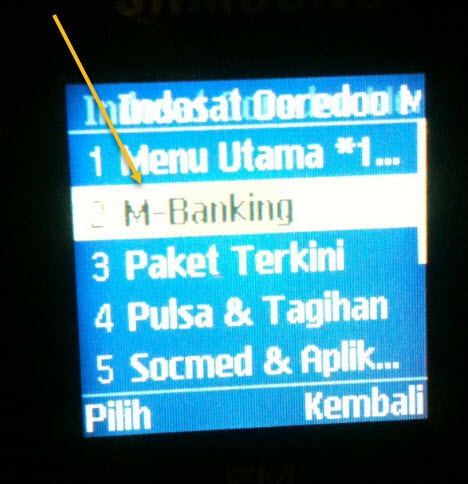 SAMSUNG
Indosat Ooredoo M
1 Menu Utama *1...
2 M-Banking
3 Paket Terkini
4 Pulsa & Tagihan
5 Socmed & Aplik...
Pilih Kembali